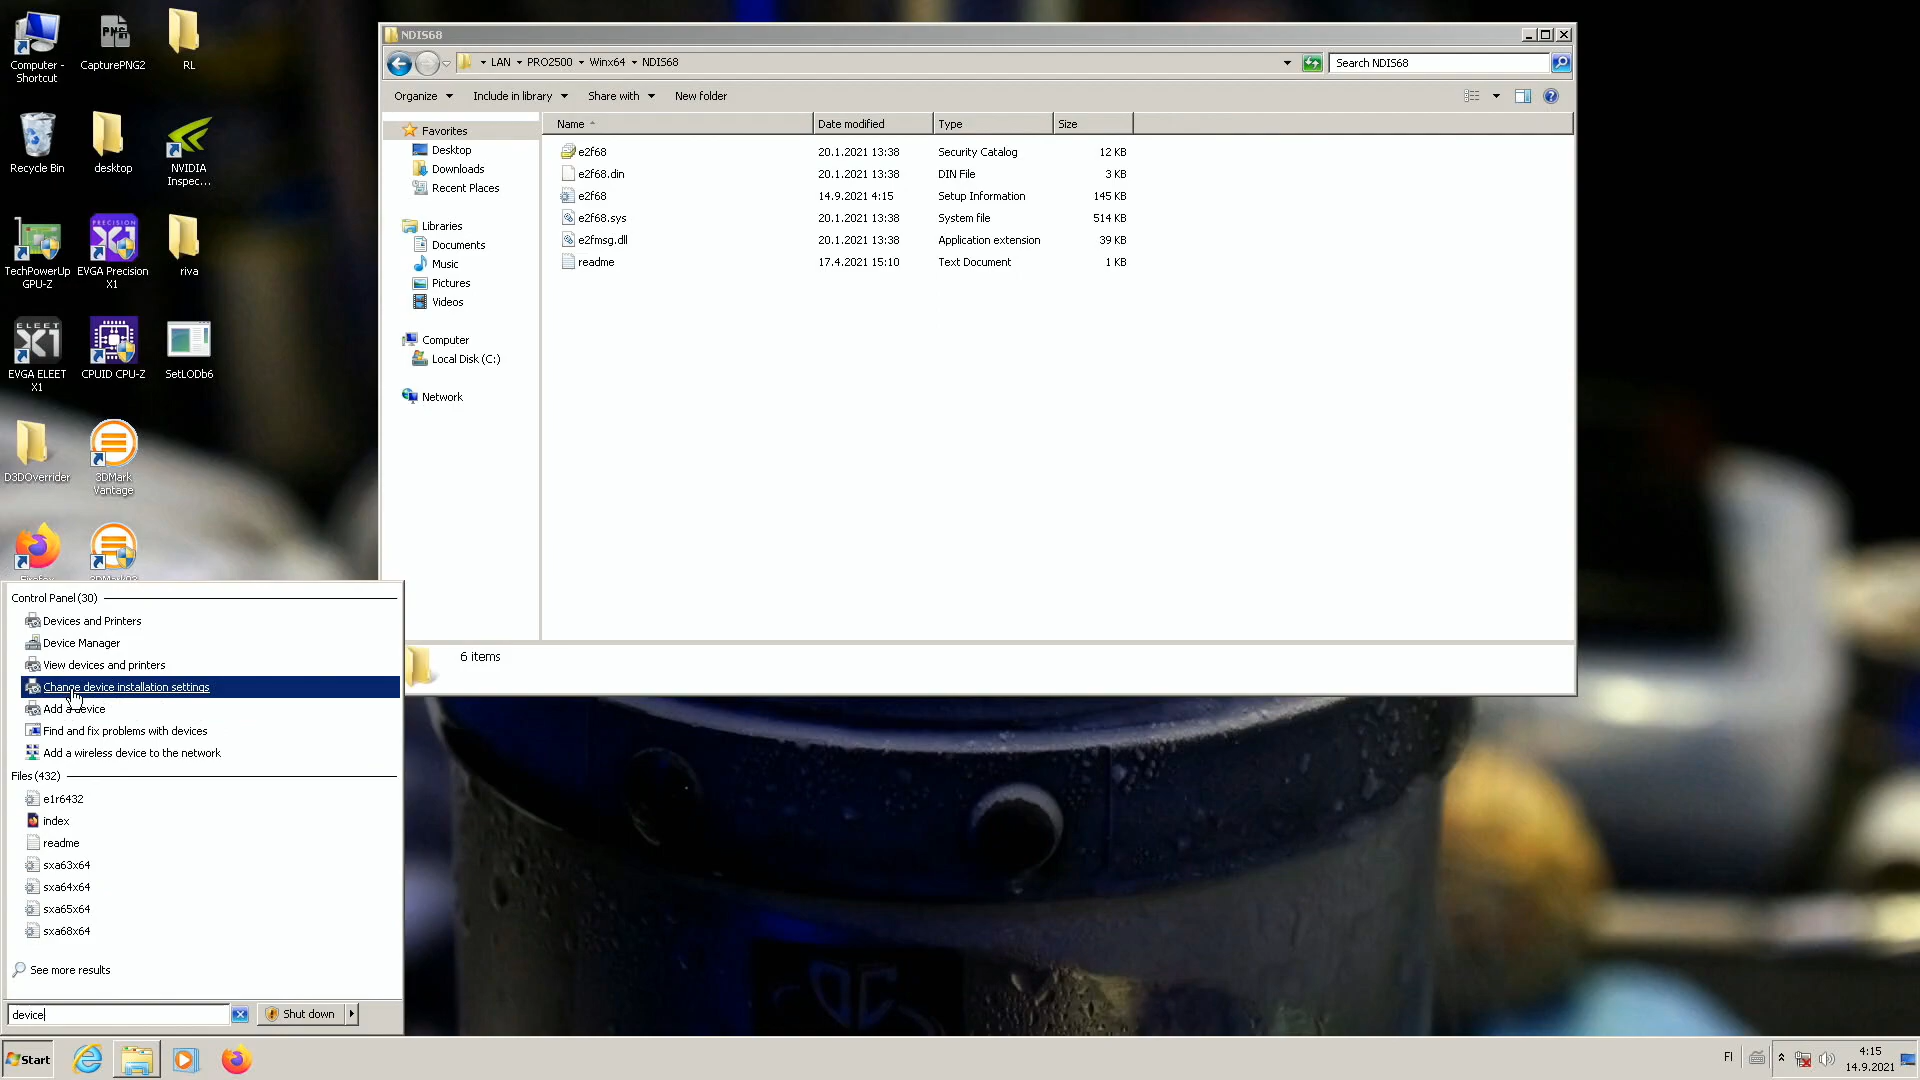 NDIS68
LAN PRO2500 Winx64 NDIS68
Search NDIS68
Organize Include in library Share with New folder
Name Date modified Type Size
e2f68 20.1.2021 13:38 Security Catalog 12 KB
e2f68.din 20.1.2021 13:38 DIN File 3 KB
e2f68 14.9.2021 4:15 Setup Information 145 KB
e2f68.sys 20.1.2021 13:38 System file 514 KB
e2fmsg.dll 20.1.2021 13:38 Application extension 39 KB
readme 17.4.2021 15:10 Text Document 1 KB
Favorites
Desktop
Downloads
Recent Places
Libraries
Documents
Music
Pictures
Videos
Computer
Local Disk (C:)
Network
6 items
Computer -
Shortcut
PNG
CapturePNG2
RL
Recycle Bin
desktop
NVIDIA
Inspec...
TechPowerUp
GPU-Z
PRECISION
X1
EVGA Precision
X1
riva
ELEET
X1
EVGA ELEET
X1
CPUID CPU-Z
SetLODb6
D3DOverrider
3DMark
Vantage
Control Panel (30)
Devices and Printers
Device Manager
View devices and printers
Change device installation settings
Add a device
Find and fix problems with devices
Add a wireless device to the network
Files (432)
e1r6432
index
readme
sxa63x64
sxa64x64
sxa65x64
sxa68x64
See more results
device
Shut down
Start
FI
4:15
14.9.2021